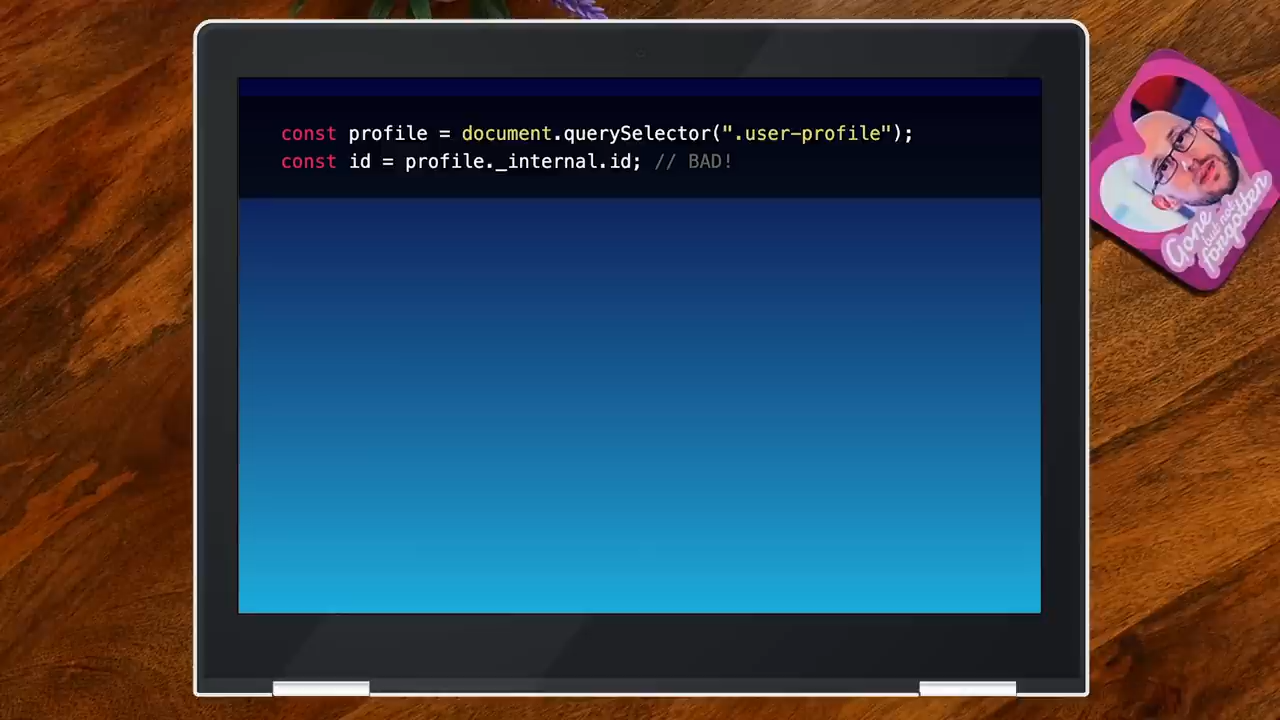 const profile = document.querySelector(".user-profile");
const id = profile._internal.id; // BAD!
Gone
but not
forgotten